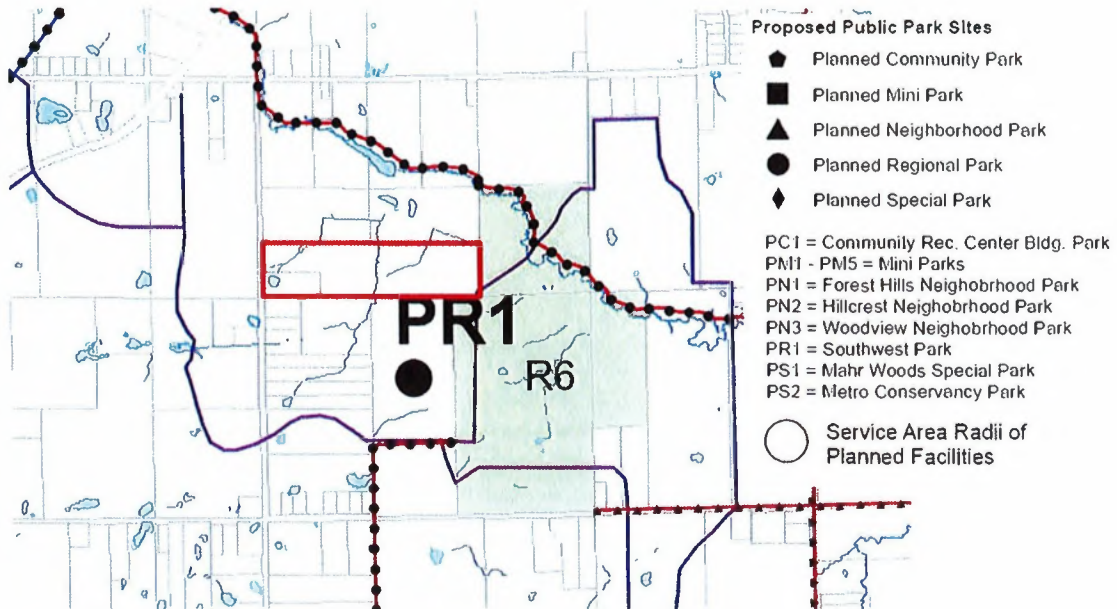 Proposed Public Park Sites
Planned Community Park
Planned Mini Park
Planned Neighborhood Park
Planned Regional Park
Planned Special Park
PC1 = Community Rec. Center Bldg. Park
PM1 - PM5 = Mini Parks
PN1 = Forest Hills Neighobrhood Park
PN2 = Hillcrest Neighobrhood Park
PN3 = Woodview Neighobrhood Park
PR1 = Southwest Park
PS1 = Mahr Woods Special Park
PS2 = Metro Conservancy Park
Service Area Radii of
Planned Facilities
PR1
R6